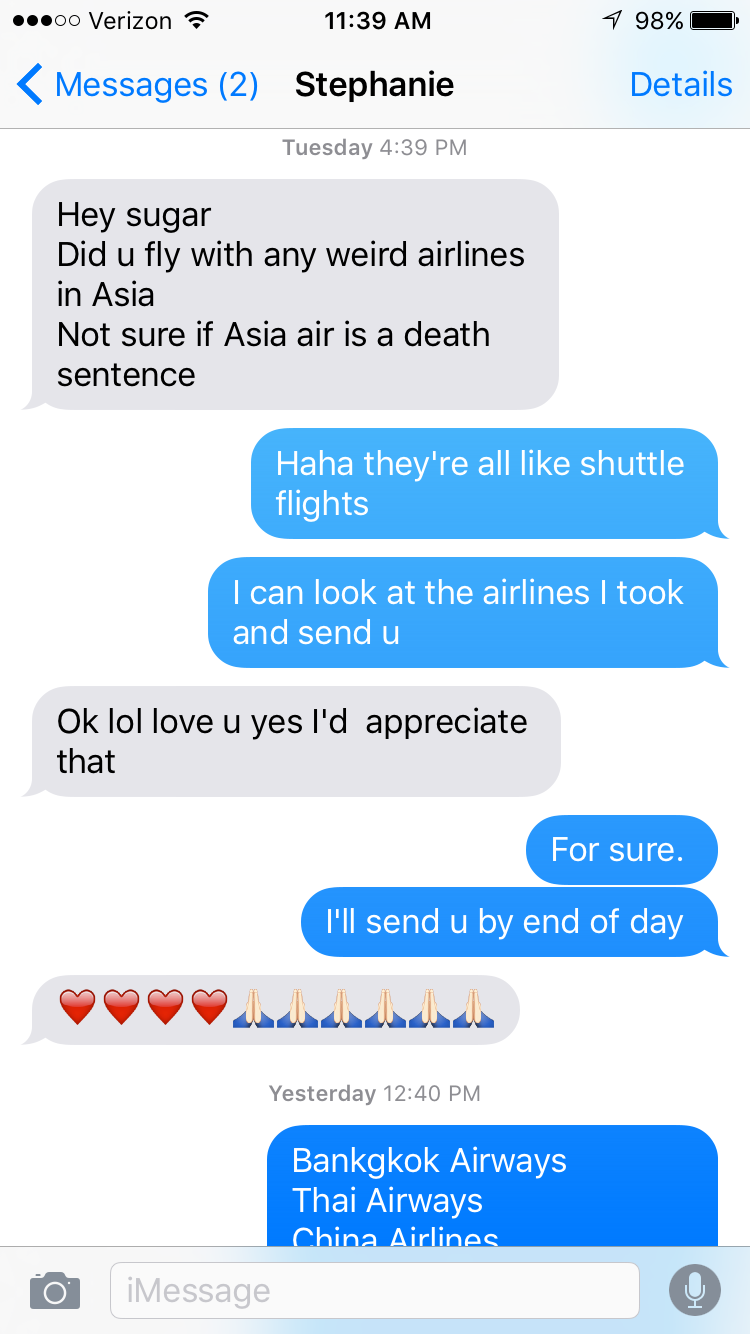 Verizon 11:39 AM 98%
Messages (2) Stephanie Details
Tuesday 4:39 PM
Hey sugar
Did u fly with any weird airlines
in Asia
Not sure if Asia air is a death
sentence
Haha they're all like shuttle
flights
I can look at the airlines I took
and send u
Ok lol love u yes I'd  appreciate
that
For sure.
I'll send u by end of day
❤️❤️❤️❤️🙏🏻🙏🏻🙏🏻🙏🏻🙏🏻🙏🏻
Yesterday 12:40 PM
Bankgkok Airways
Thai Airways
China Airlines
iMessage